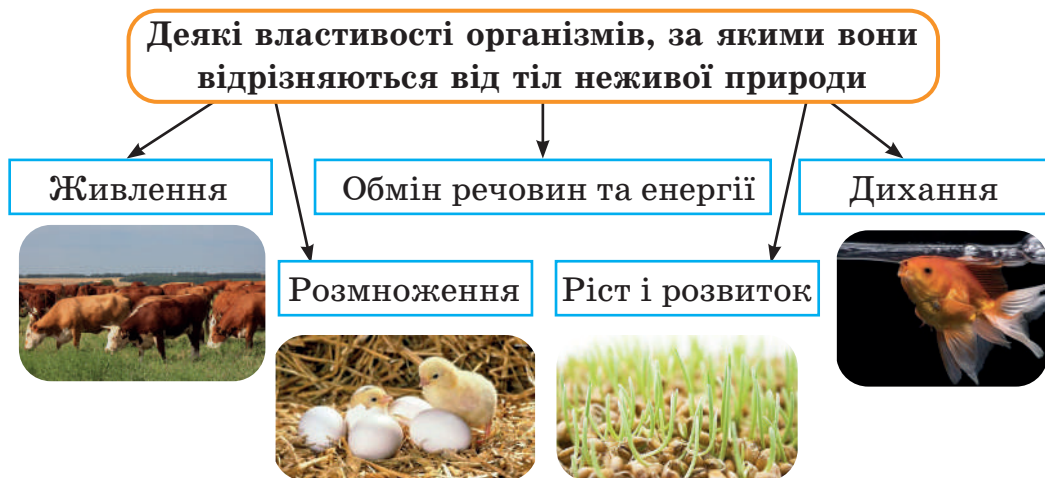 Деякі властивості організмів, за якими вони
відрізняються від тіл неживої природи
Живлення
Обмін речовин та енергії
Дихання
Розмноження
Ріст і розвиток